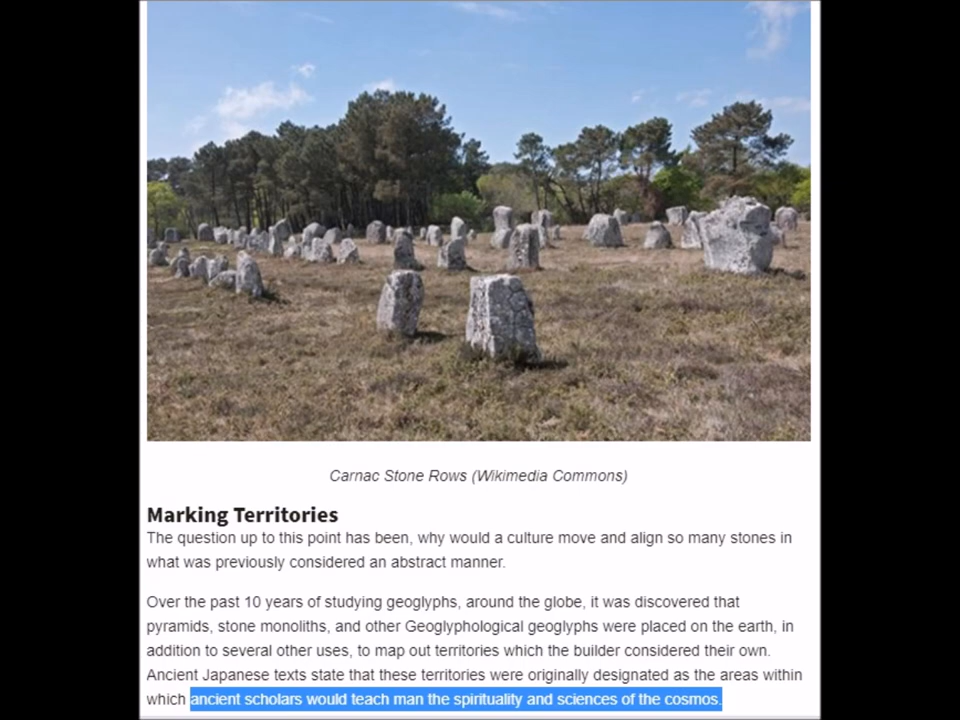 Carnac Stone Rows (Wikimedia Commons)
Marking Territories
The question up to this point has been, why would a culture move and align so many stones in
what was previously considered an abstract manner.
Over the past 10 years of studying geoglyphs, around the globe, it was discovered that
pyramids, stone monoliths, and other Geoglyphological geoglyphs were placed on the earth, in
addition to several other uses, to map out territories which the builder considered their own.
Ancient Japanese texts state that these territories were originally designated as the areas within
which ancient scholars would teach man the spirituality and sciences of the cosmos.